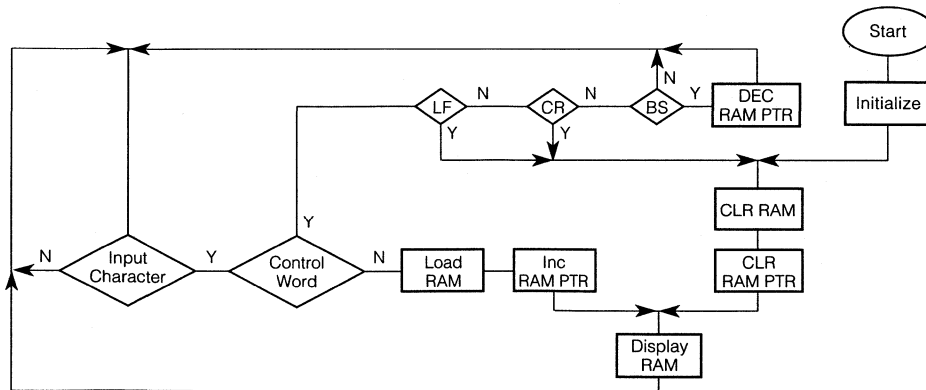 Start
LF
N
CR
N
BS
N
Y
DEC
RAM PTR
Initialize
Y
Y
CLR RAM
Y
N
Input
Character
Y
Control
Word
N
Load
RAM
Inc
RAM PTR
CLR
RAM PTR
Display
RAM